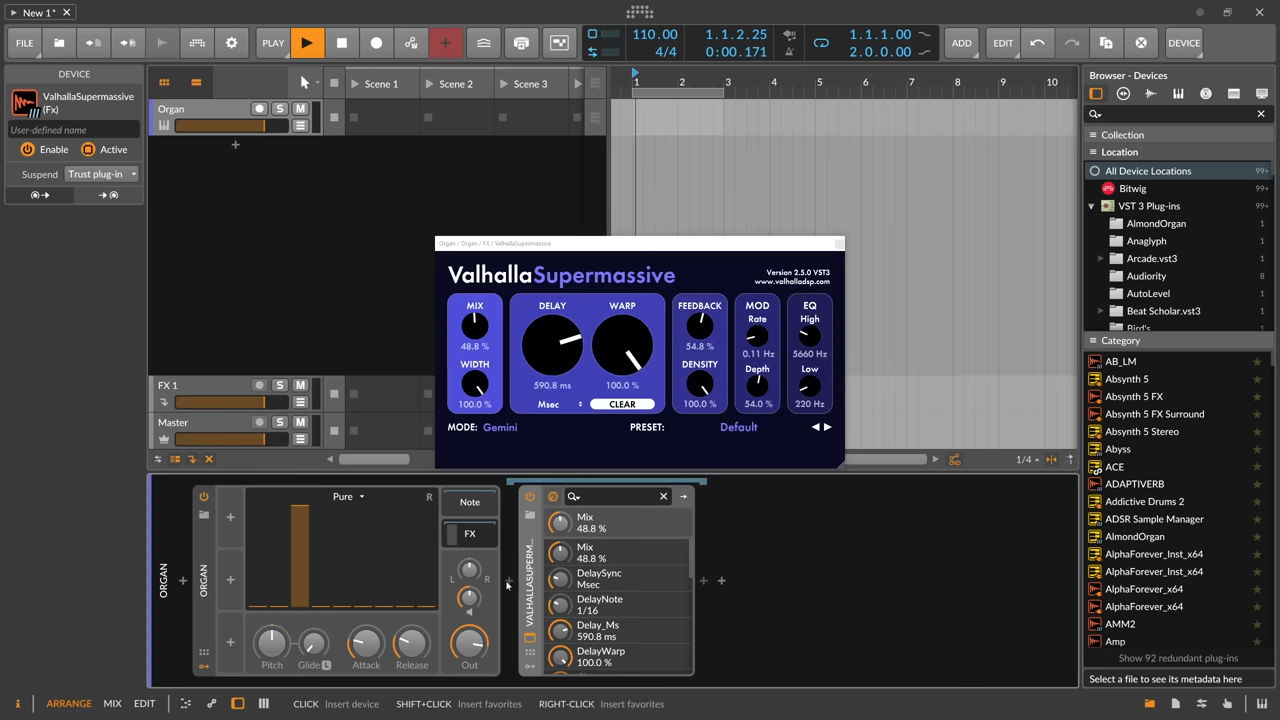 New 1*
FILE
PLAY
110.00
4/4
1.1.2.25
0:00.171
1.1.1.00
2.0.0.00
ADD
EDIT
DEVICE
DEVICE
ValhallaSupermassive
(Fx)
User-defined name
Enable
Active
Suspend
Trust plug-in
Scene 1
Scene 2
Scene 3
1
2
3
4
5
6
7
8
9
10
Organ
S
M
FX 1
S
M
Master
S
M
1/4
Organ / Organ / FX / ValhallaSupermassive
ValhallaSupermassive
Version 2.5.0 VST3
www.valhalladsp.com
MIX
48.8 %
WIDTH
100.0 %
DELAY
590.8 ms
Msec
WARP
100.0 %
CLEAR
FEEDBACK
54.8 %
DENSITY
100.0 %
MOD
Rate
0.11 Hz
Depth
54.0 %
EQ
High
5660 Hz
Low
220 Hz
MODE: Gemini
PRESET:
Default
Browser - Devices
Collection
Location
All Device Locations 99+
Bitwig 99+
VST 3 Plug-ins 99+
AlmondOrgan 1
Anaglyph 1
Arcade.vst3 1
Audiority 8
AutoLevel 1
Beat Scholar.vst3 1
Bird's
Category
AB_LM
Absynth 5
Absynth 5 FX
Absynth 5 FX Surround
Absynth 5 Stereo
Abyss
ACE
ADAPTIVERB
Addictive Drums 2
ADSR Sample Manager
AlmondOrgan
AlphaForever_Inst_x64
AlphaForever_Inst_x64
AlphaForever_x64
AlphaForever_x64
AMM2
Amp
Show 92 redundant plug-ins
Select a file to see its metadata here
ORGAN
ORGAN
Pure
R
Note
FX
L
R
Pitch
Glide
L
Attack
Release
Out
VALHALLASUPERM...
Mix
48.8 %
Mix
48.8 %
DelaySync
Msec
DelayNote
1/16
Delay_Ms
590.8 ms
DelayWarp
100.0 %
ARRANGE
MIX
EDIT
CLICK Insert device
SHIFT+CLICK Insert favorites
RIGHT-CLICK Insert favorites